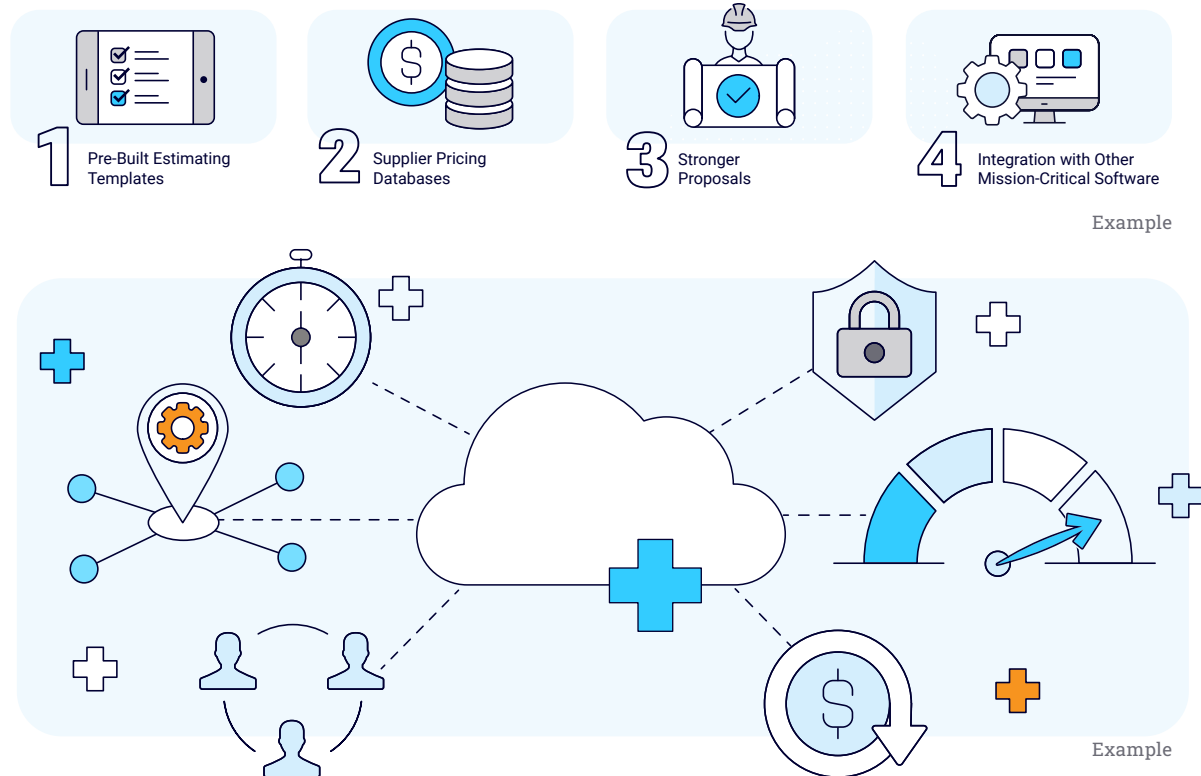 1 Pre-Built Estimating
Templates
2 Supplier Pricing
Databases
3 Stronger
Proposals
4 Integration with Other
Mission-Critical Software
Example
$
$
Example